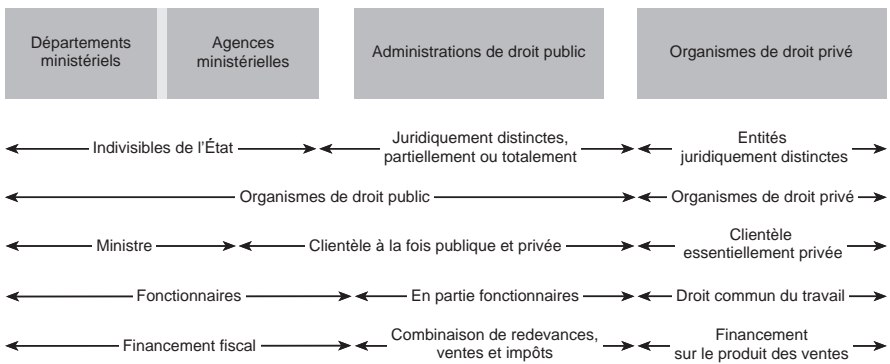 Départements
ministériels
Agences
ministérielles
Administrations de droit public
Organismes de droit privé
Indivisibles de l'État
Juridiquement distinctes,
partiellement ou totalement
Entités
juridiquement distinctes
Organismes de droit public
Organismes de droit privé
Ministre
Clientèle à la fois publique et privée
Clientèle
essentiellement privée
Fonctionnaires
En partie fonctionnaires
Droit commun du travail
Financement fiscal
Combinaison de redevances,
ventes et impôts
Financement
sur le produit des ventes